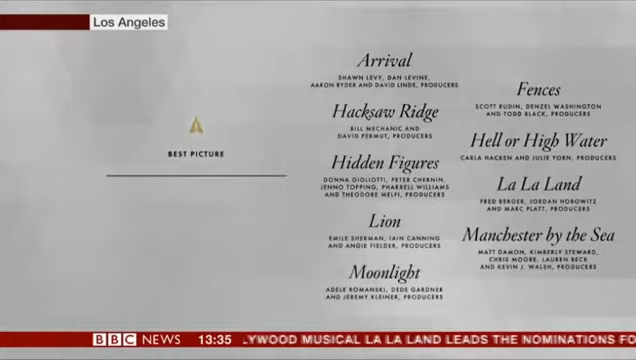 Los Angeles
BEST PICTURE
Arrival
SHAWN LEVY, DAN LEVINE,
AARON RYDER AND DAVID LINDE, PRODUCERS
Hacksaw Ridge
BILL MECHANIC AND
DAVID PERMUT, PRODUCERS
Hidden Figures
DONNA GIGLIOTTI, PETER CHERNIN,
JENNO TOPPING, PHARRELL WILLIAMS
AND THEODORE MELFI, PRODUCERS
Lion
EMILE SHERMAN, IAIN CANNING
AND ANGIE FIELDER, PRODUCERS
Moonlight
ADELE ROMANSKI, DEDE GARDNER
AND JEREMY KLEINER, PRODUCERS
Fences
SCOTT RUDIN, DENZEL WASHINGTON
AND TODD BLACK, PRODUCERS
Hell or High Water
CARLA HACKEN AND JULIE YORN, PRODUCERS
La La Land
FRED BERGER, JORDAN HOROWITZ
AND MARC PLATT, PRODUCERS
Manchester by the Sea
MATT DAMON, KIMBERLY STEWARD,
CHRIS MOORE, LAUREN BECK
AND KEVIN J. WALSH, PRODUCERS
BBC NEWS 13:35 LYWOOD MUSICAL LA LA LAND LEADS THE NOMINATIONS FO